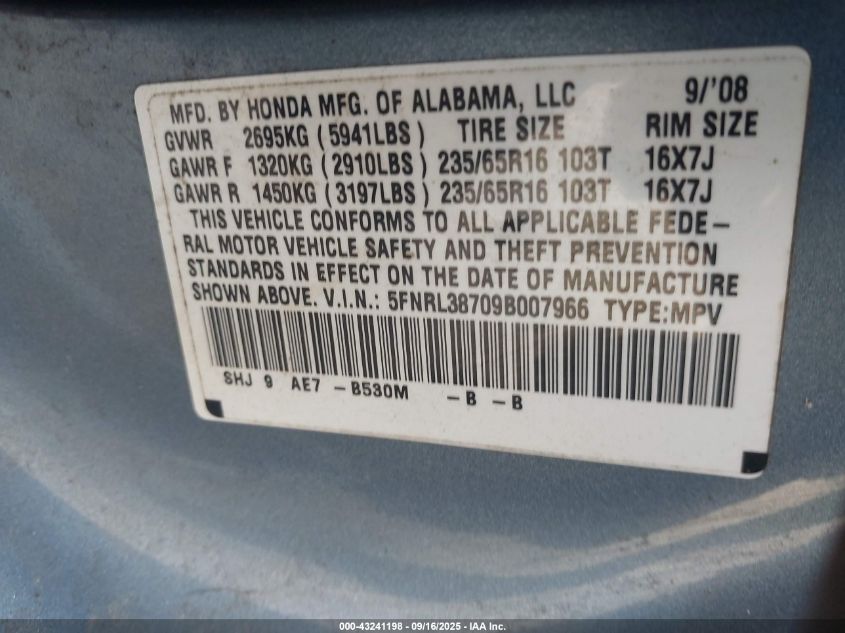 MFD. BY HONDA MFG. OF ALABAMA, LLC 9/'08
GVWR 2695KG (5941LBS) TIRE SIZE RIM SIZE
GAWR F 1320KG (2910LBS) 235/65R16 103T 16X7J
GAWR R 1450KG (3197LBS) 235/65R16 103T 16X7J
THIS VEHICLE CONFORMS TO ALL APPLICABLE FEDE-
RAL MOTOR VEHICLE SAFETY AND THEFT PREVENTION
STANDARDS IN EFFECT ON THE DATE OF MANUFACTURE
SHOWN ABOVE. V.I.N.: 5FNRL38709B007966 TYPE:MPV
SHJ 9 AE7 -B530M -B -B
000-43241198 - 09/16/2025 - IAA Inc.